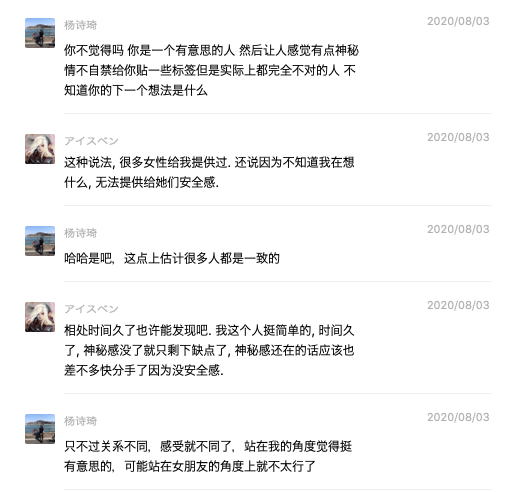 杨诗琦
2020/08/03
你不觉得吗 你是一个有意思的人 然后让人感觉有点神秘
情不自禁给你贴一些标签但是实际上都完全不对的人 不
知道你的下一个想法是什么
アイスベン
2020/08/03
这种说法, 很多女性给我提供过. 还说因为不知道我在想
什么, 无法提供给她们安全感.
杨诗琦
2020/08/03
哈哈是吧，这点上估计很多人都是一致的
アイスベン
2020/08/03
相处时间久了也许能发现吧. 我这个人挺简单的, 时间久
了, 神秘感没了就只剩下缺点了, 神秘感还在的话应该也
差不多快分手了因为没安全感.
杨诗琦
2020/08/03
只不过关系不同，感受就不同了，站在我的角度觉得挺
有意思的，可能站在女朋友的角度上就不太行了